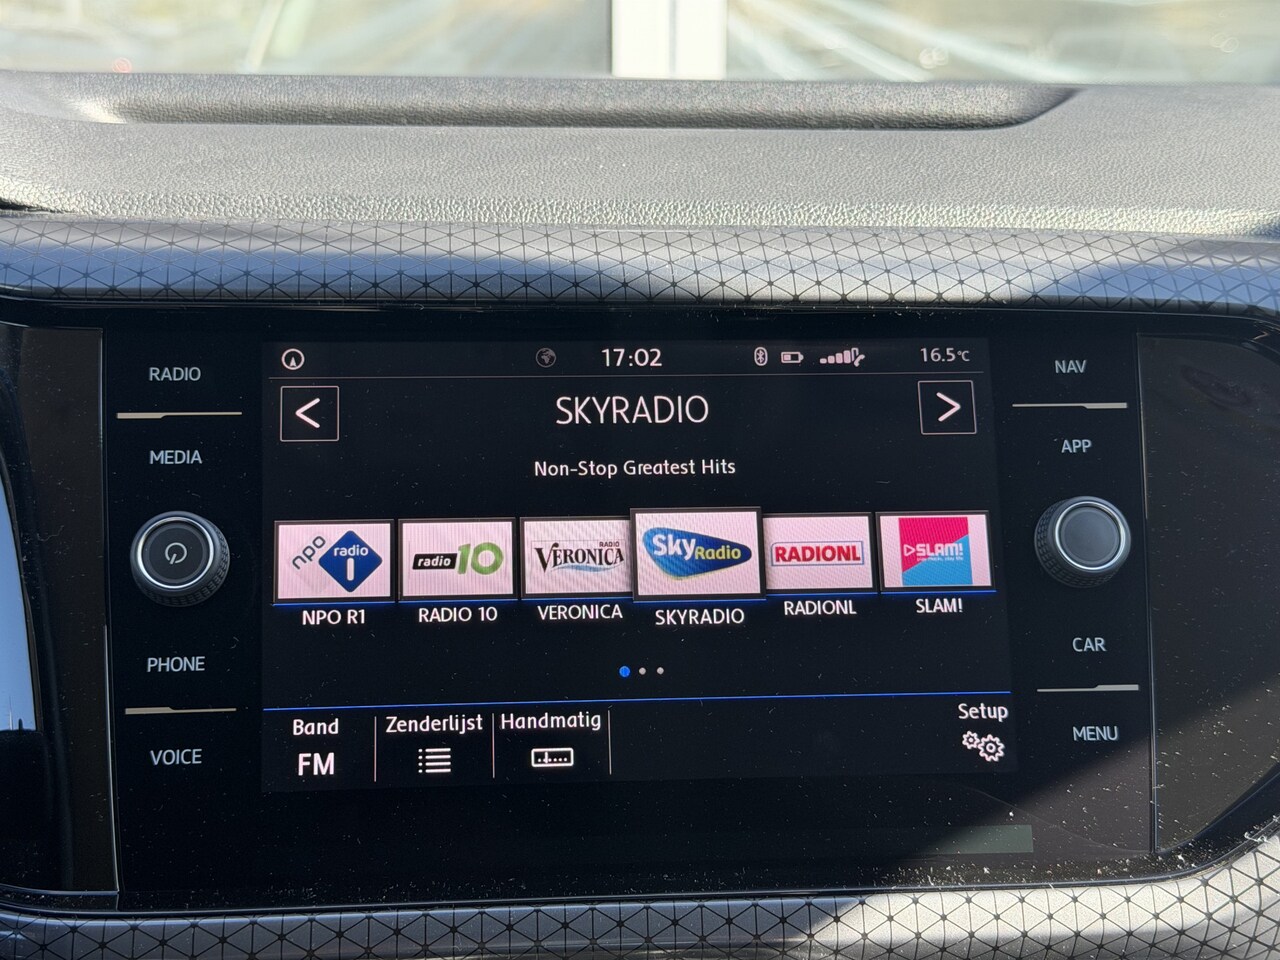 RADIO
MEDIA
PHONE
VOICE
17:02
16.5°C
<
SKYRADIO
>
Non-Stop Greatest Hits
npo radio 1
radio 10
RADIO VERONICA
Sky Radio
RADIONL
SLAM!
NPO R1
RADIO 10
VERONICA
SKYRADIO
RADIONL
SLAM!
Band
FM
Zenderlijst
Handmatig
Setup
NAV
APP
CAR
MENU